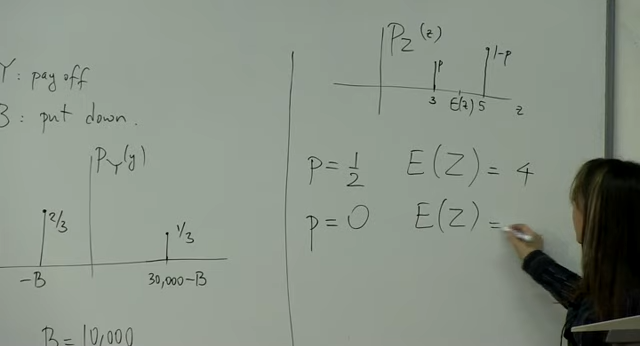 Y: pay off
B: put down.
P_Y(y)
2/3
1/3
-B
30,000-B
B=10,000
P_Z(z)
p
1-p
3
E(z)
5
z
p=1/2 E(Z)=4
p=0 E(Z)=